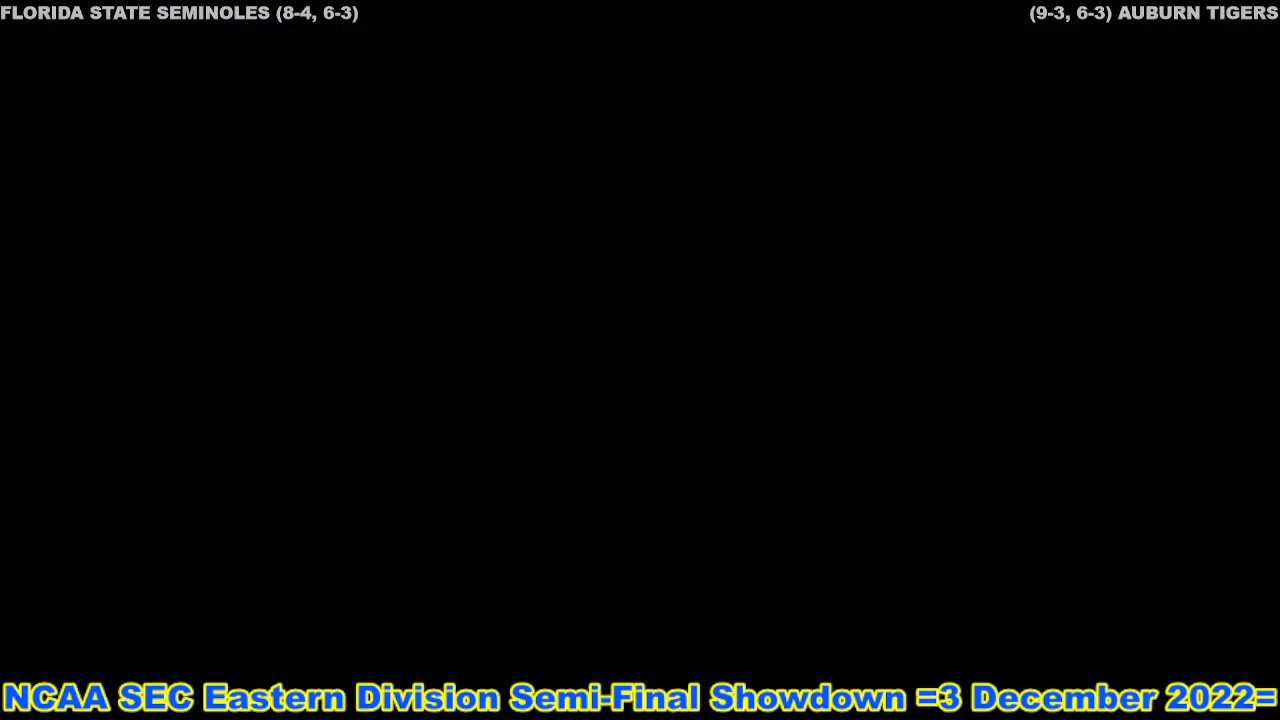 FLORIDA STATE SEMINOLES (8-4, 6-3)
(9-3, 6-3) AUBURN TIGERS
NCAA SEC Eastern Division Semi-Final Showdown =3 December 2022=